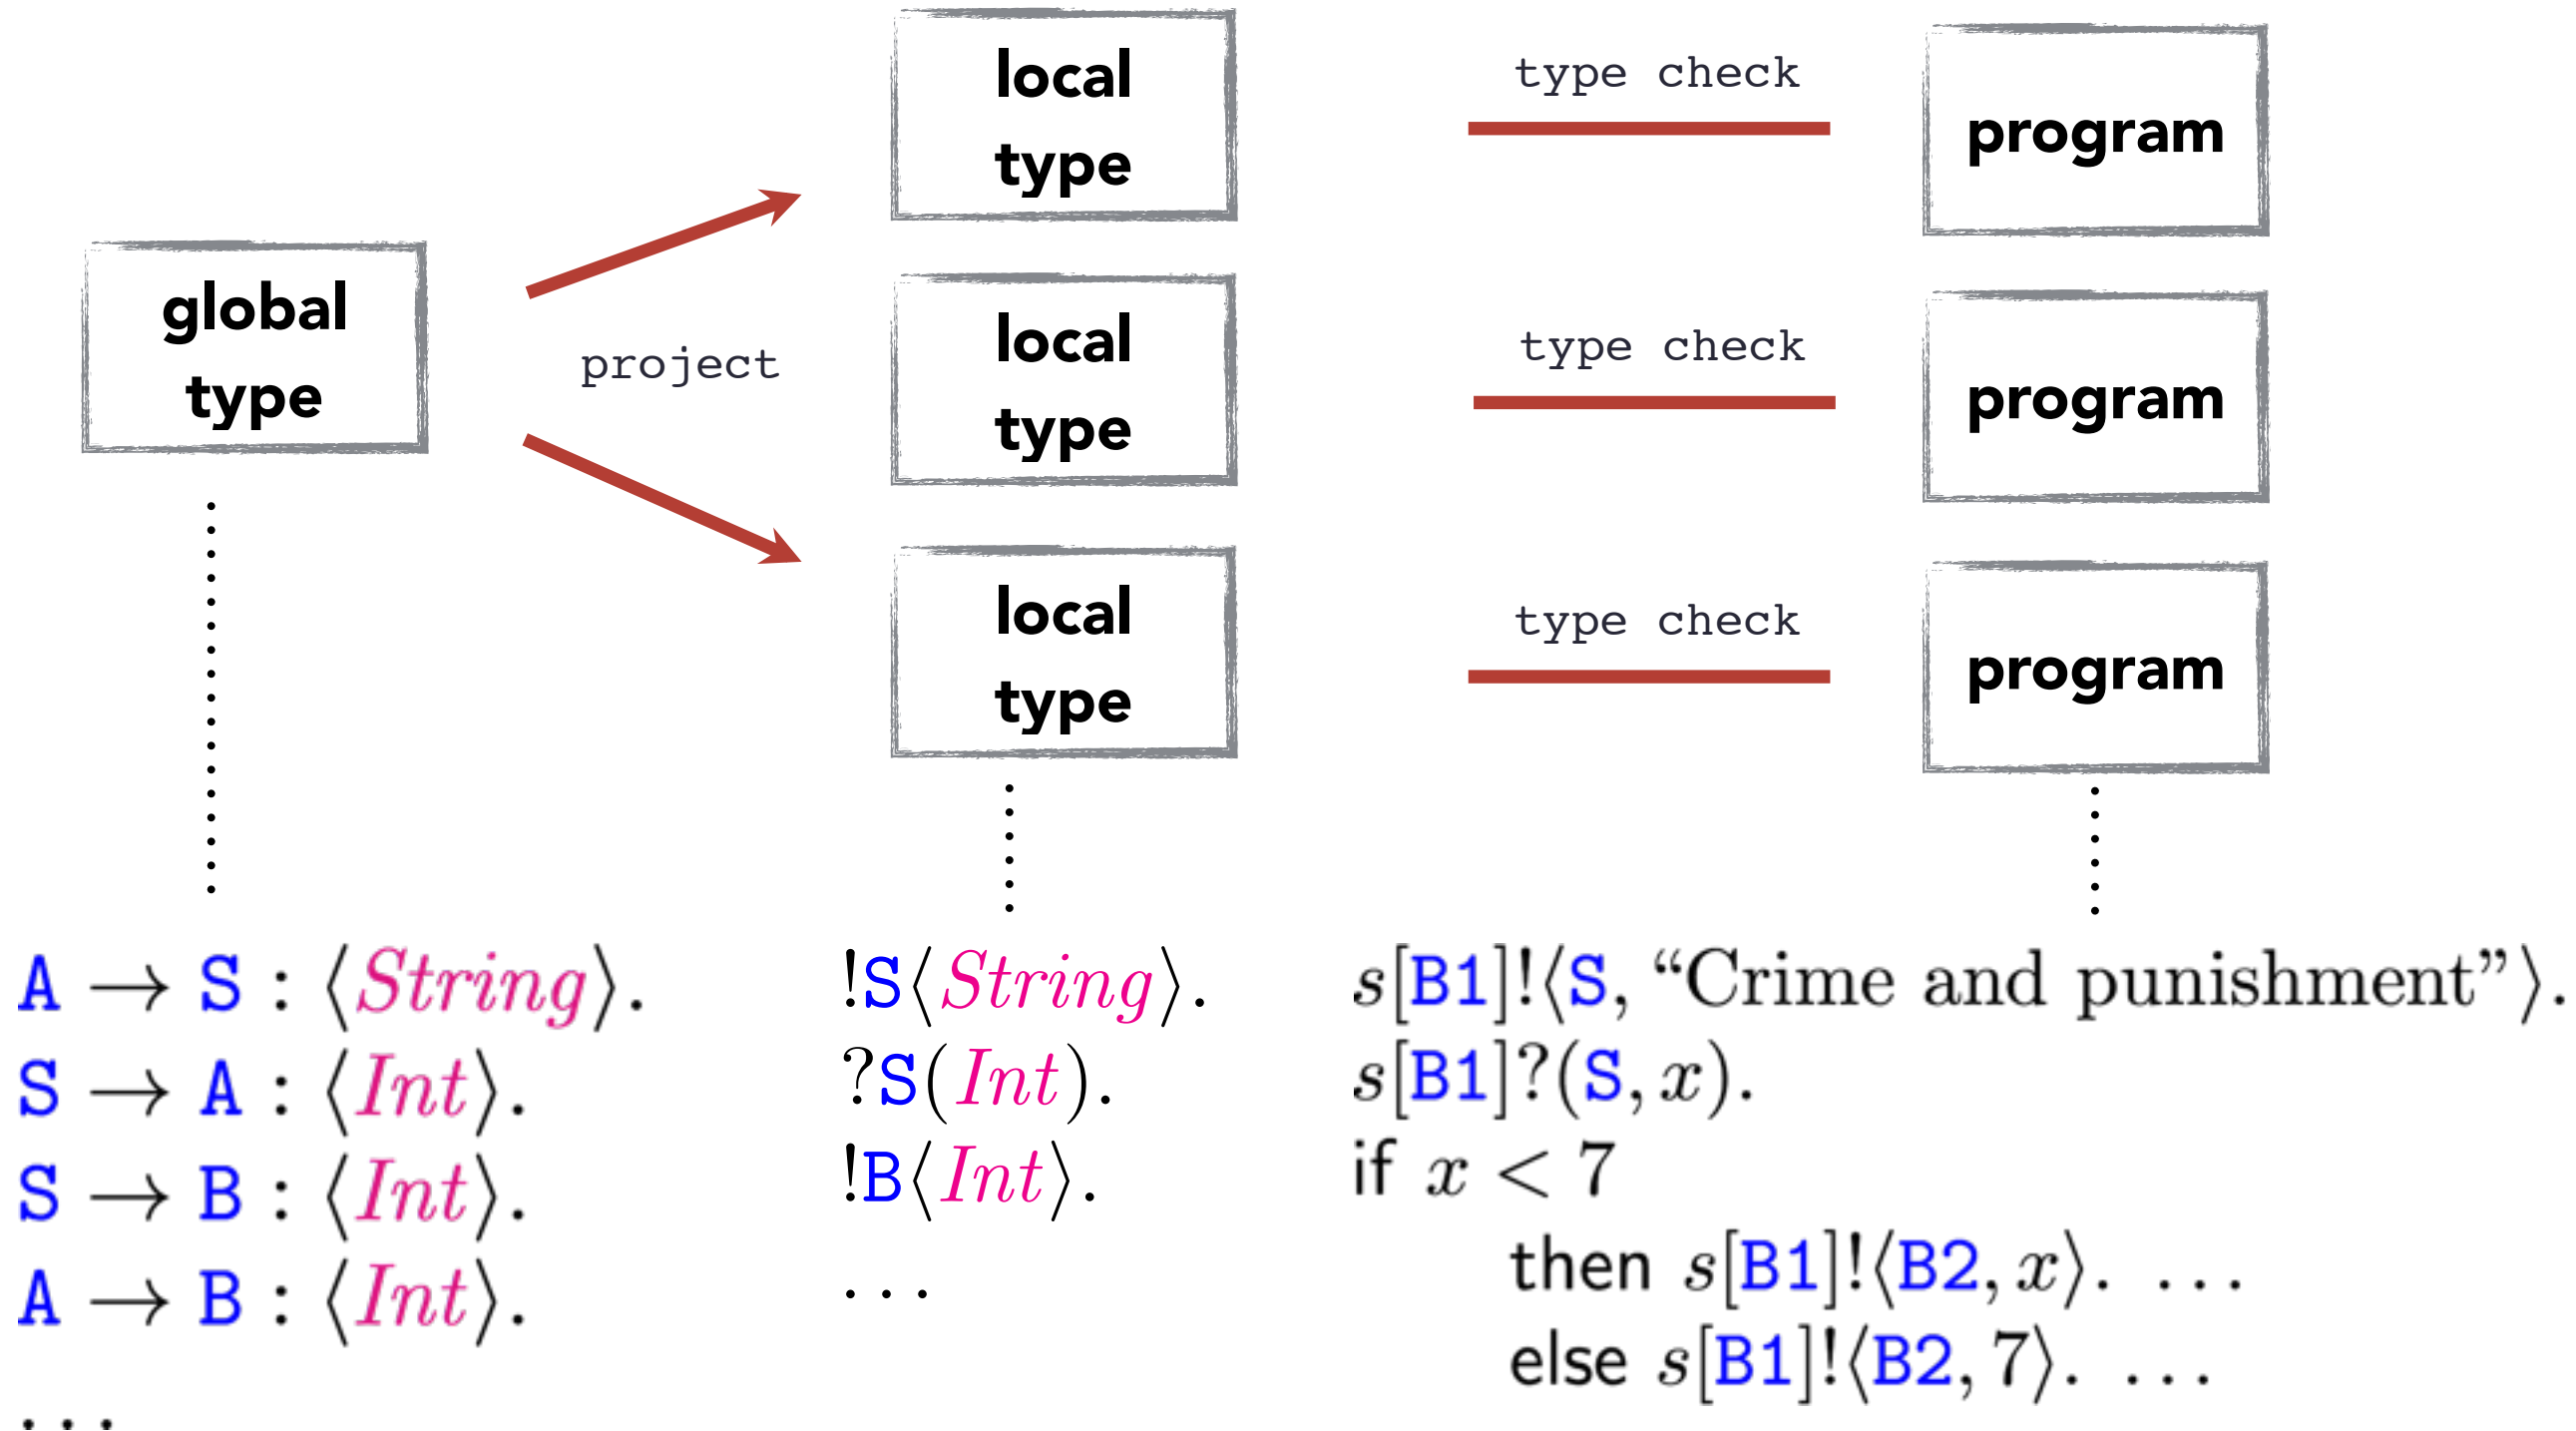 global
type
project
local
type
local
type
local
type
type check
type check
type check
program
program
program
A → S : ⟨String⟩.
S → A : ⟨Int⟩.
S → B : ⟨Int⟩.
A → B : ⟨Int⟩.
...
!S⟨String⟩.
?S(Int).
!B⟨Int⟩.
...
s[B1]!⟨S, “Crime and punishment”⟩.
s[B1]?(S, x).
if x < 7
then s[B1]!⟨B2, x⟩. ...
else s[B1]!⟨B2, 7⟩. ...